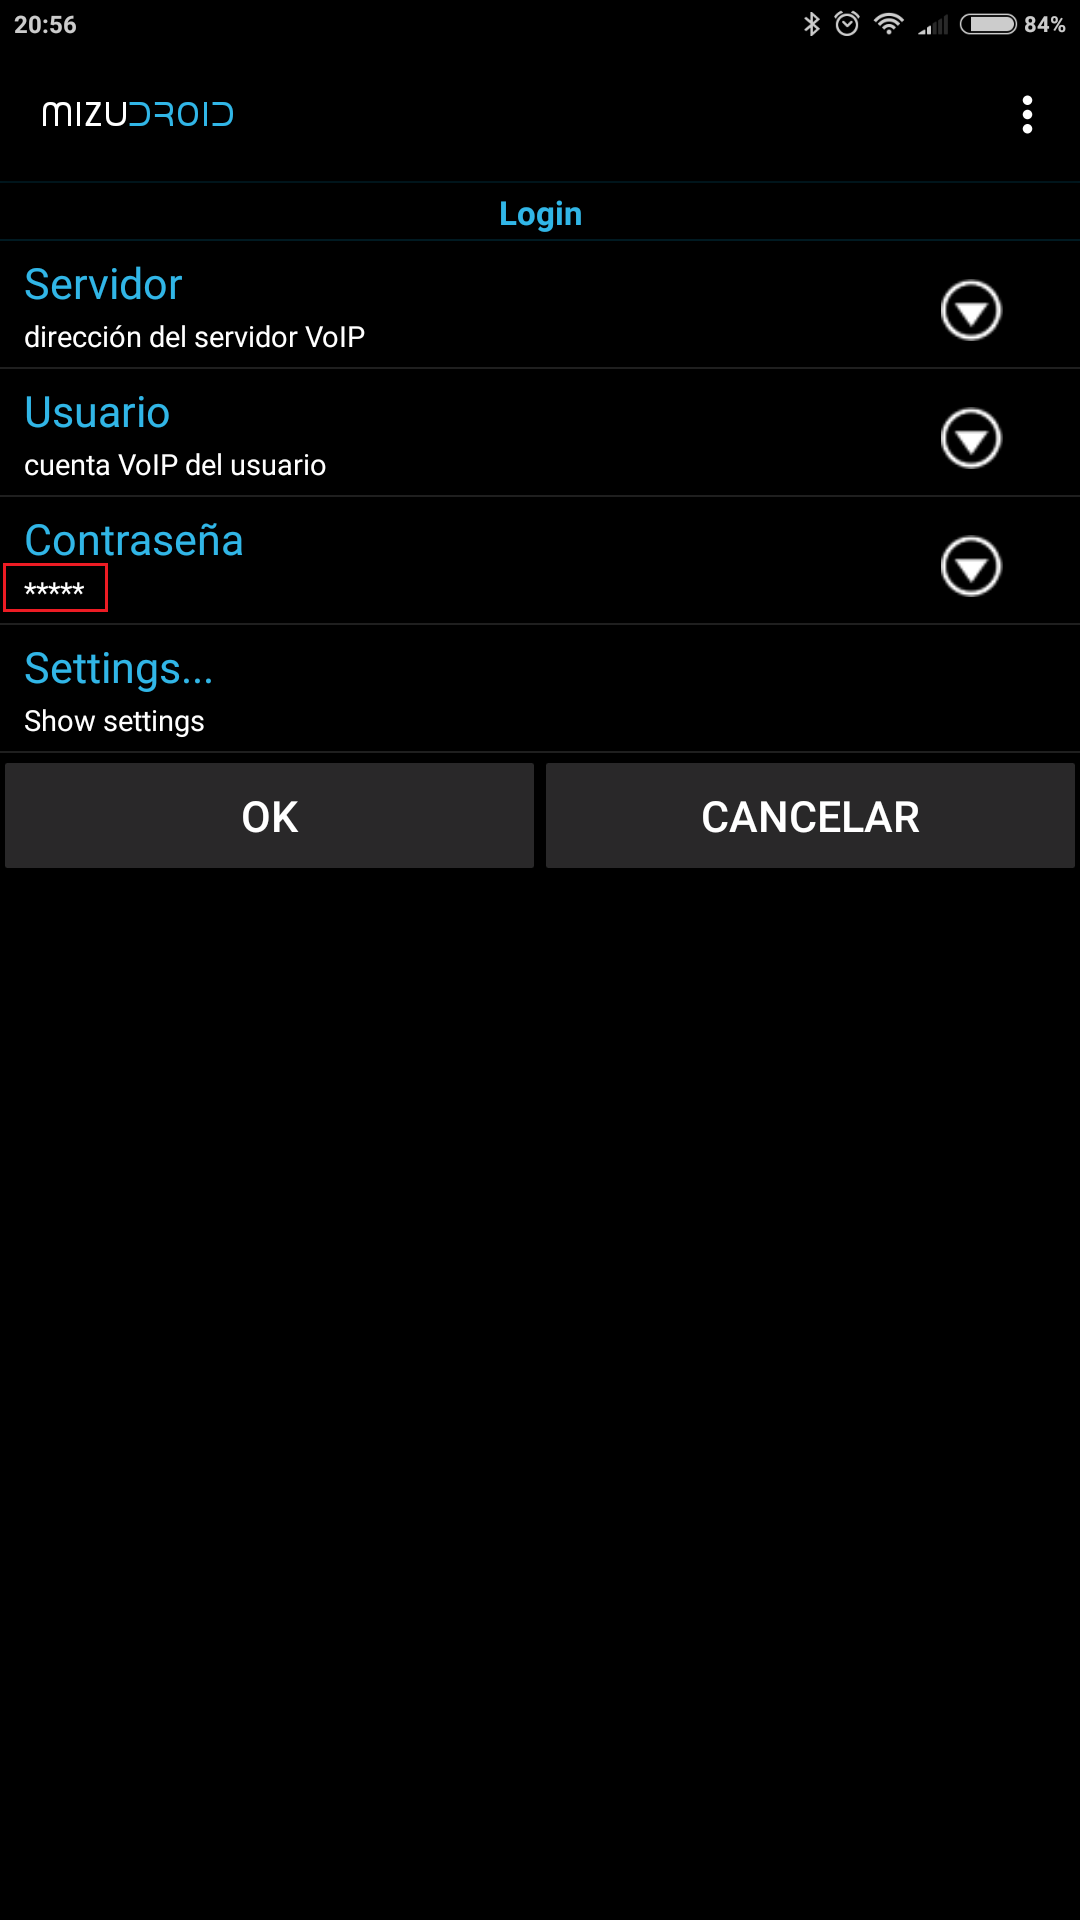 20:56
84%
MIZUDROID
Login
Servidor
dirección del servidor VoIP
Usuario
cuenta VoIP del usuario
Contraseña
*****
Settings...
Show settings
OK
CANCELAR